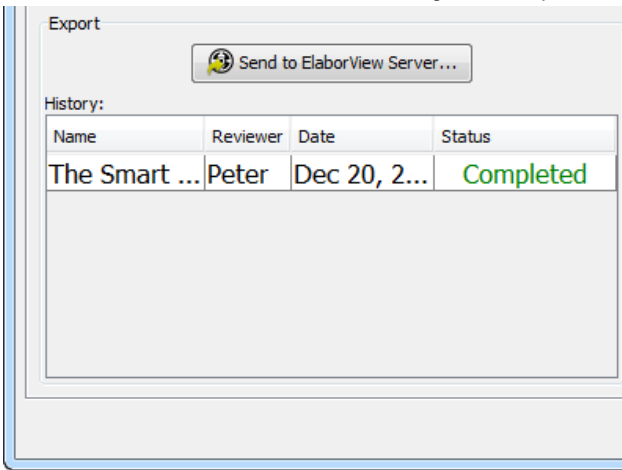 Export
Send to ElaborView Server...
History:
Name Reviewer Date Status
The Smart ... Peter Dec 20, 2... Completed